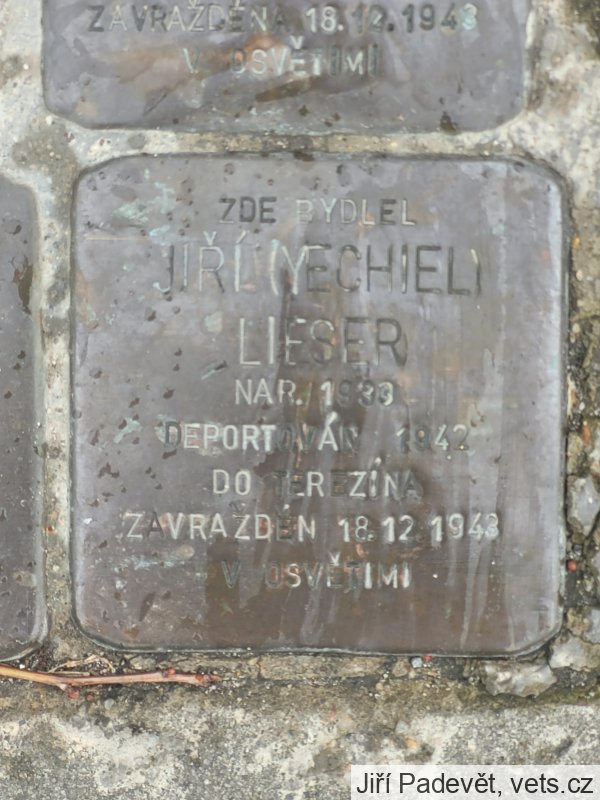 ZAVRAŽDĚNA 18.12.1943
V OSVĚTIMI
ZDE BYDLEL
JIŘÍ (YECHIEL)
LIESER
NAR. 1933
DEPORTOVÁN 1942
DO TEREZÍNA
ZAVRAŽDĚN 18.12.1943
V OSVĚTIMI
Jiří Padevět, vets.cz